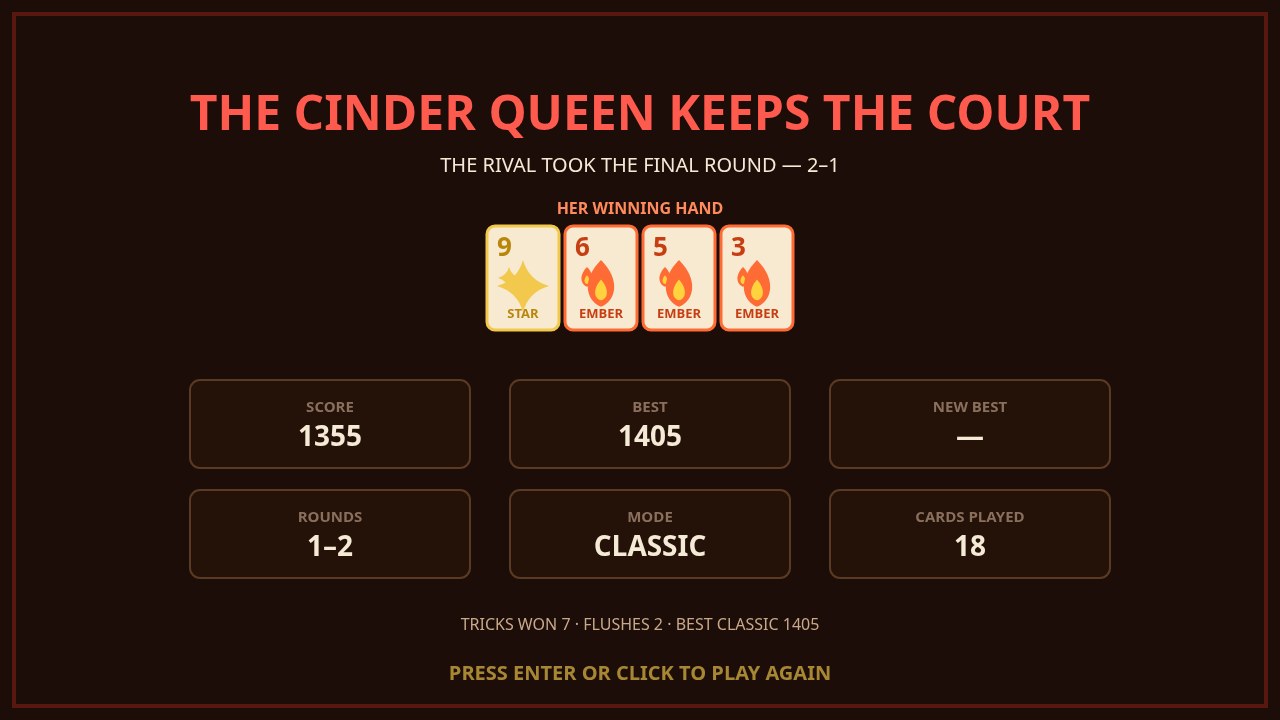 THE CINDER QUEEN KEEPS THE COURT
THE RIVAL TOOK THE FINAL ROUND — 2–1
HER WINNING HAND
9 6 5 3
STAR EMBER EMBER EMBER
SCORE BEST NEW BEST
1355 1405 —
ROUNDS MODE CARDS PLAYED
1–2 CLASSIC 18
TRICKS WON 7 · FLUSHES 2 · BEST CLASSIC 1405
PRESS ENTER OR CLICK TO PLAY AGAIN